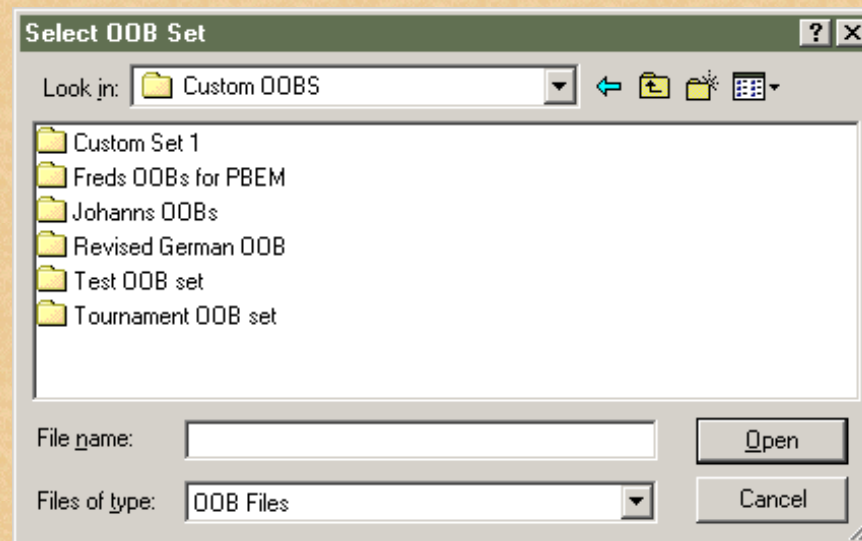 Select OOB Set
Look in: Custom OOBS
Custom Set 1
Freds OOBs for PBEM
Johanns OOBs
Revised German OOB
Test OOB set
Tournament OOB set
File name: Open
Files of type: OOB Files Cancel